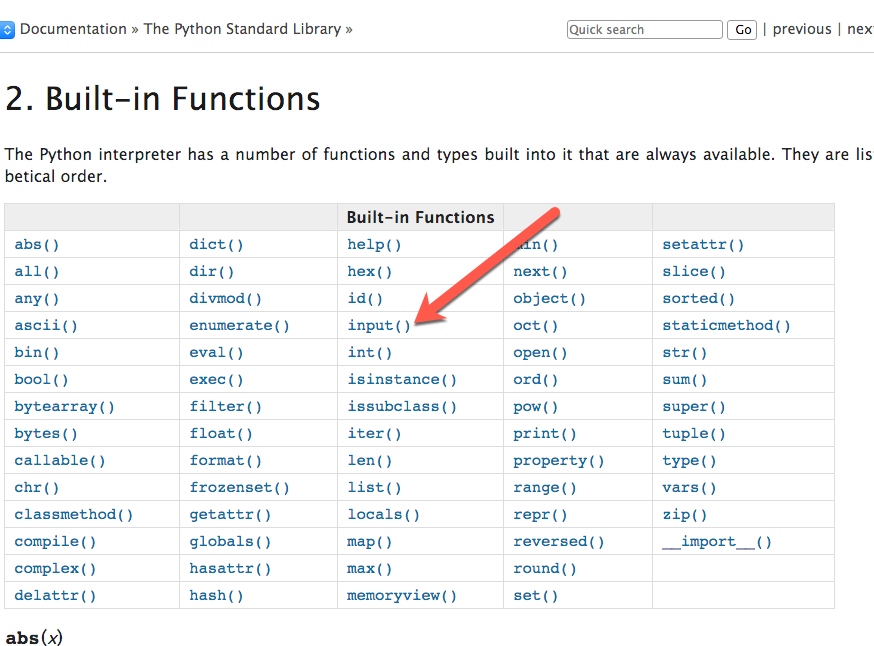 Documentation » The Python Standard Library »
Quick search Go | previous |
2. Built-in Functions
The Python interpreter has a number of functions and types built into it that are always available. They are
betical order.
Built-in Functions
abs() dict() help() setattr()
all() dir() hex() next() slice()
any() divmod() id() object() sorted()
ascii() enumerate() input() oct() staticmethod()
bin() eval() int() open() str()
bool() exec() isinstance() ord() sum()
bytearray() filter() issubclass() pow() super()
bytes() float() iter() print() tuple()
callable() format() len() property() type()
chr() frozenset() list() range() vars()
classmethod() getattr() locals() repr() zip()
compile() globals() map() reversed() __import__()
complex() hasattr() max() round()
delattr() hash() memoryview() set()
abs(x)